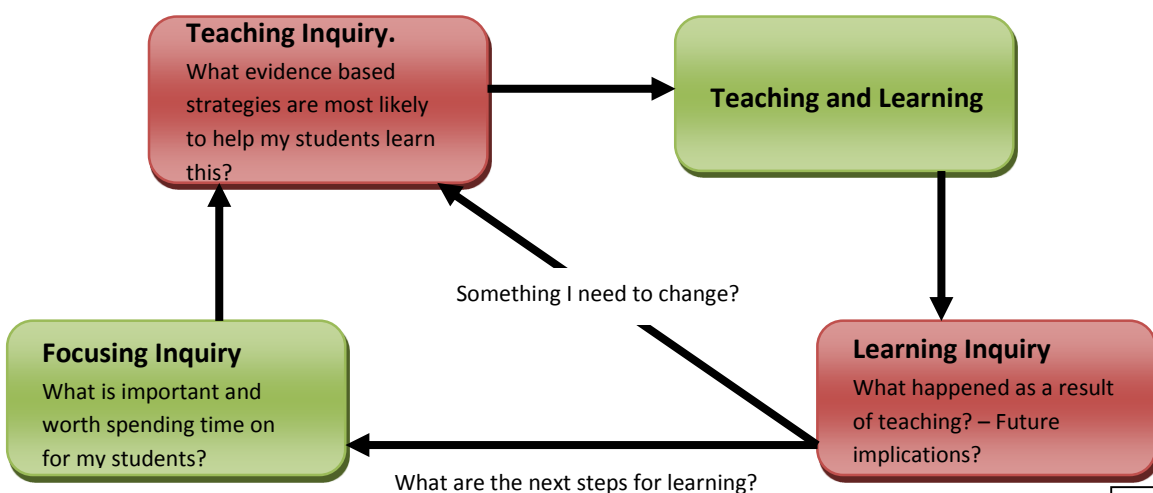 Teaching Inquiry.
What evidence based
strategies are most likely
to help my students learn
this?
Teaching and Learning
Something I need to change?
Focusing Inquiry
What is important and
worth spending time on
for my students?
Learning Inquiry
What happened as a result
of teaching? – Future
implications?
What are the next steps for learning?